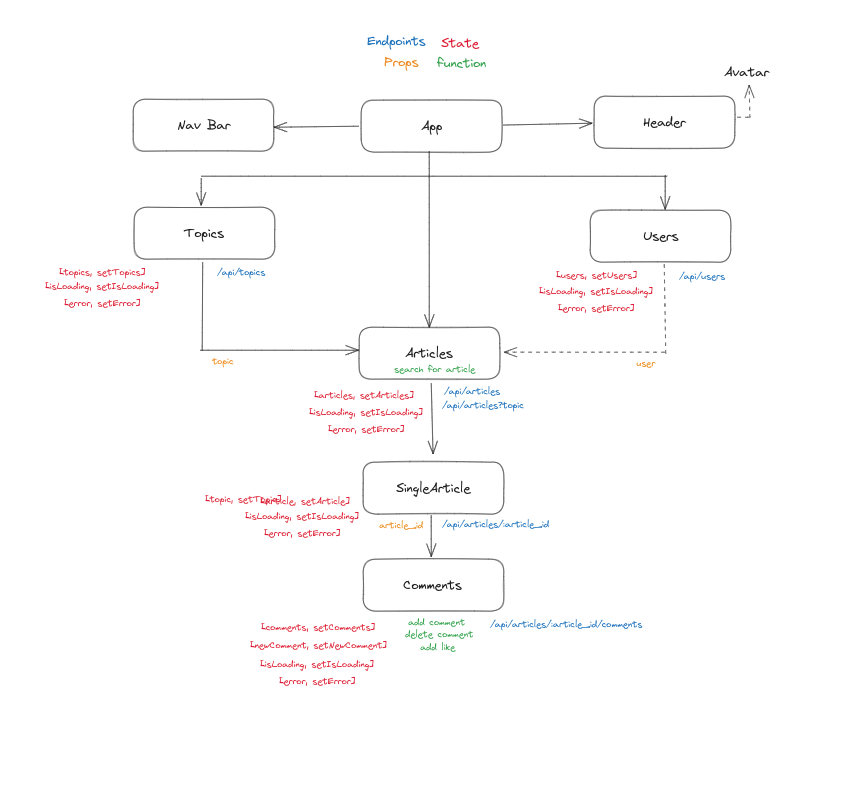 Endpoints State
Props function
Avatar
Nav Bar
App
Header
Topics
Users
[topics, setTopics]
[isLoading, setIsLoading]
[error, setError]
/api/topics
[users, setUsers]
[isLoading, setIsLoading]
[error, setError]
/api/users
topic
Articles
search for article
user
[articles, setArticles]
[isLoading, setIsLoading]
[error, setError]
/api/articles
/api/articles?topic
SingleArticle
[topic, setTopic]
[article, setArticle]
[isLoading, setIsLoading]
[error, setError]
article_id
/api/articles/:article_id
Comments
[comments, setComments]
[newComment, setNewComment]
[isLoading, setIsLoading]
[error, setError]
add comment
delete comment
add like
/api/articles/:article_id/comments